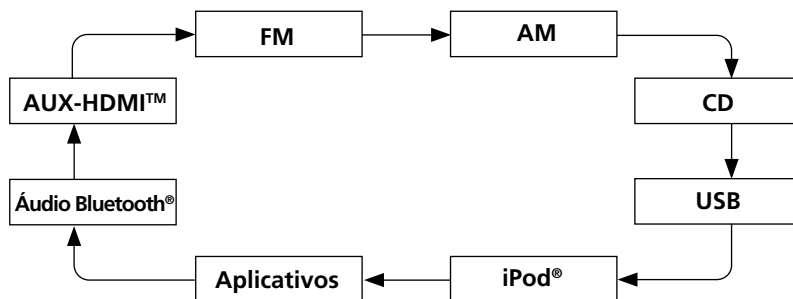 FM
AM
CD
USB
iPod®
Aplicativos
Áudio Bluetooth®
AUX-HDMI™